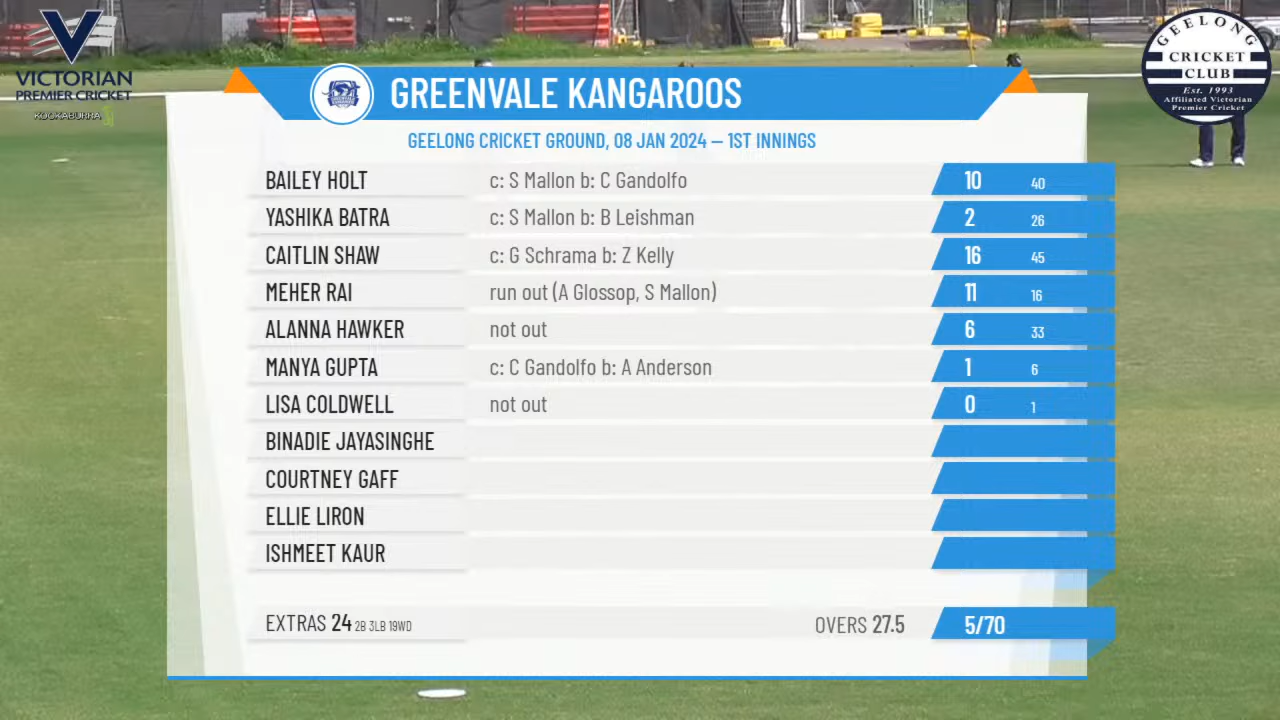 VICTORIAN
PREMIER CRICKET
KOOKABURRA
GEELONG
CRICKET
CLUB
Est. 1993
Affiliated Victorian
Premier Cricket
GREENVALE KANGAROOS
GEELONG CRICKET GROUND, 08 JAN 2024 – 1ST INNINGS
BAILEY HOLT c: S Mallon b: C Gandolfo 10 40
YASHIKA BATRA c: S Mallon b: B Leishman 2 26
CAITLIN SHAW c: G Schrama b: Z Kelly 16 45
MEHER RAI run out (A Glossop, S Mallon) 11 16
ALANNA HAWKER not out 6 33
MANYA GUPTA c: C Gandolfo b: A Anderson 1 6
LISA COLDWELL not out 0 1
BINADIE JAYASINGHE
COURTNEY GAFF
ELLIE LIRON
ISHMEET KAUR
EXTRAS 24 2B 3LB 19WD OVERS 27.5 5/70